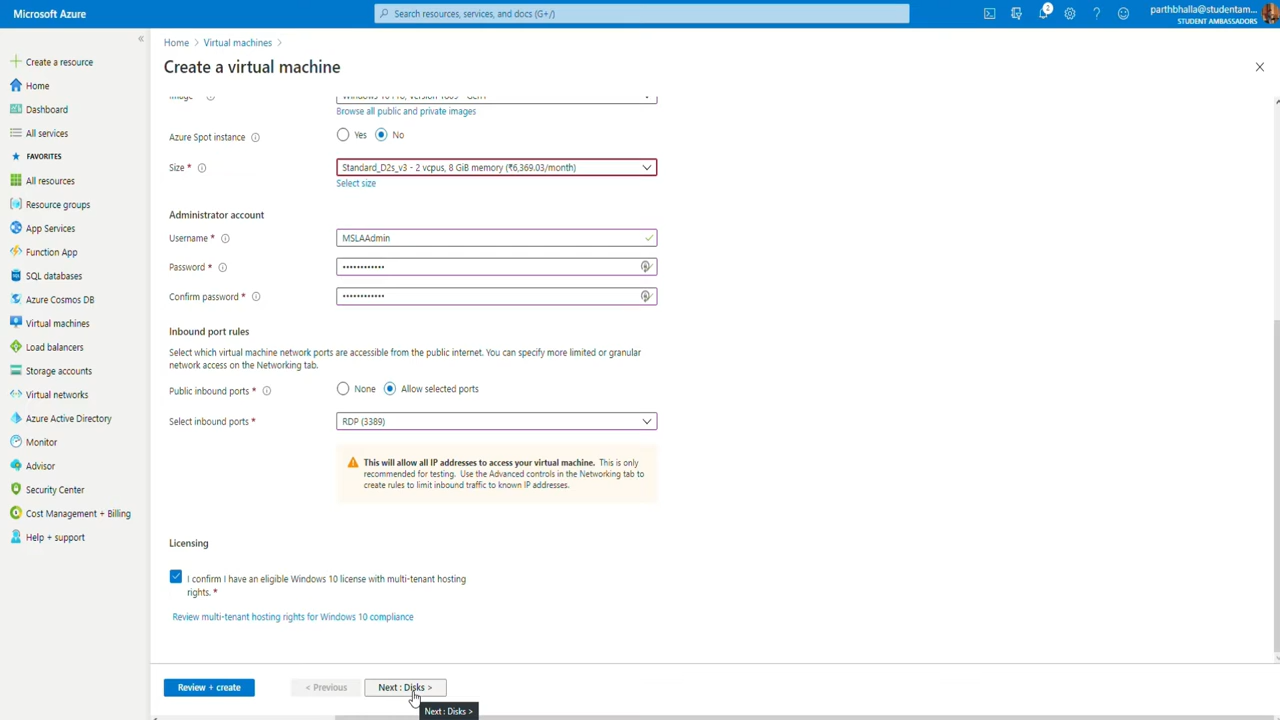 Microsoft Azure
Search resources, services, and docs (G+/)
2
parthbhalla@studentam...
STUDENT AMBASSADORS
Create a resource
Home
Dashboard
All services
FAVORITES
All resources
Resource groups
App Services
Function App
SQL databases
Azure Cosmos DB
Virtual machines
Load balancers
Storage accounts
Virtual networks
Azure Active Directory
Monitor
Advisor
Security Center
Cost Management + Billing
Help + support
Home > Virtual machines >
Create a virtual machine
Image
Browse all public and private images
Azure Spot instance
Yes No
Size *
Standard_D2s_v3 - 2 vcpus, 8 GiB memory (₹6,369.03/month)
Select size
Administrator account
Username *
MSLAAdmin
Password *
••••••••••••
Confirm password *
••••••••••••
Inbound port rules
Select which virtual machine network ports are accessible from the public internet. You can specify more limited or granular
network access on the Networking tab.
Public inbound ports *
None Allow selected ports
Select inbound ports *
RDP (3389)
This will allow all IP addresses to access your virtual machine. This is only
recommended for testing. Use the Advanced controls in the Networking tab to
create rules to limit inbound traffic to known IP addresses.
Licensing
I confirm I have an eligible Windows 10 license with multi-tenant hosting
rights. *
Review multi-tenant hosting rights for Windows 10 compliance
Review + create
< Previous
Next : Disks >
Next : Disks >